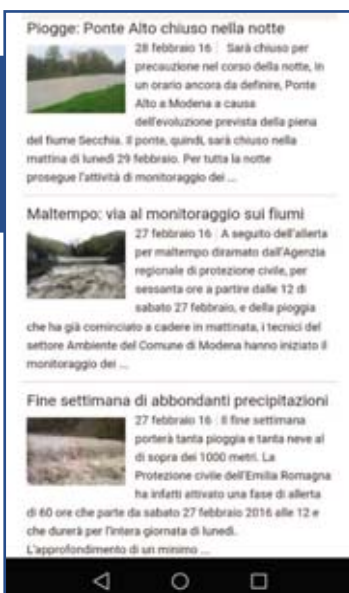 Piogge: Ponte Alto chiuso nella notte
28 febbraio 16 | Sarà chiuso per
precauzione nel corso della notte, in
un orario ancora da definire, Ponte
Alto a Modena a causa
dell'evoluzione prevista della piena
del fiume Secchia. Il ponte, quindi, sarà chiuso nella
mattina di lunedì 29 febbraio. Per tutta la notte
prosegue l'attività di monitoraggio dei ...
Maltempo: via al monitoraggio sui fiumi
27 febbraio 16 | A seguito dell'allerta
per maltempo diramato dall'Agenzia
regionale di protezione civile, per
sessanta ore a partire dalle 12 di
sabato 27 febbraio, e della pioggia
che ha già cominciato a cadere in mattinata, i tecnici del
settore Ambiente del Comune di Modena hanno iniziato il
monitoraggio dei ...
Fine settimana di abbondanti precipitazioni
27 febbraio 16 | Il fine settimana
porterà tanta pioggia e tanta neve al
di sopra dei 1000 metri. La
Protezione civile dell'Emilia Romagna
ha infatti attivato una fase di allerta
di 60 ore che parte da sabato 27 febbraio 2016 alle 12 e
che durerà per l'intera giornata di lunedì.
L'approfondimento di un minimo ...